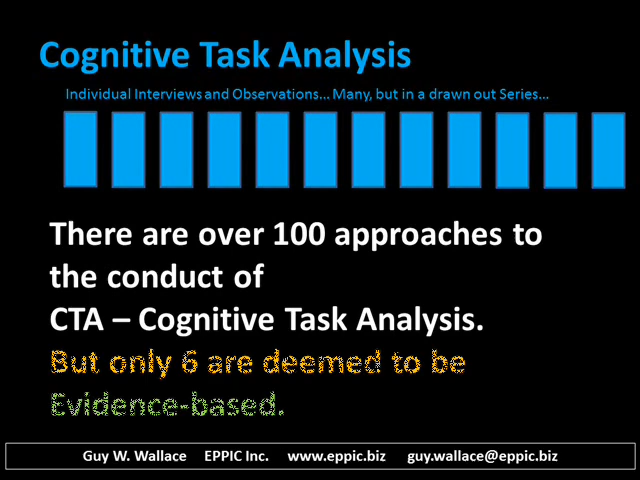 Cognitive Task Analysis
Individual Interviews and Observations... Many, but in a drawn out Series...
There are over 100 approaches to
the conduct of
CTA – Cognitive Task Analysis.
But only 6 are deemed to be
Evidence-based.
Guy W. Wallace EPPIC Inc. www.eppic.biz guy.wallace@eppic.biz